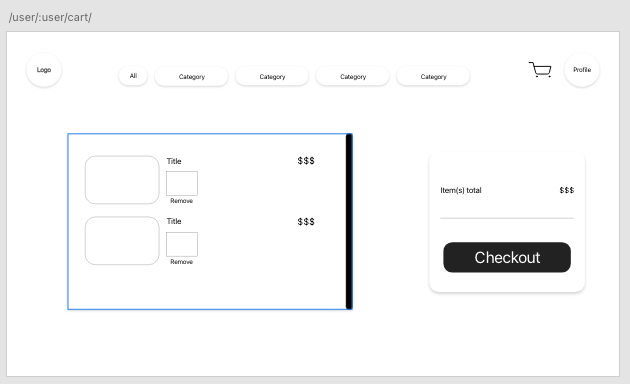 /user/:user/cart/
Logo
All
Category
Category
Category
Category
Profile
Title
$$$
Remove
Title
$$$
Remove
Item(s) total
$$$
Checkout